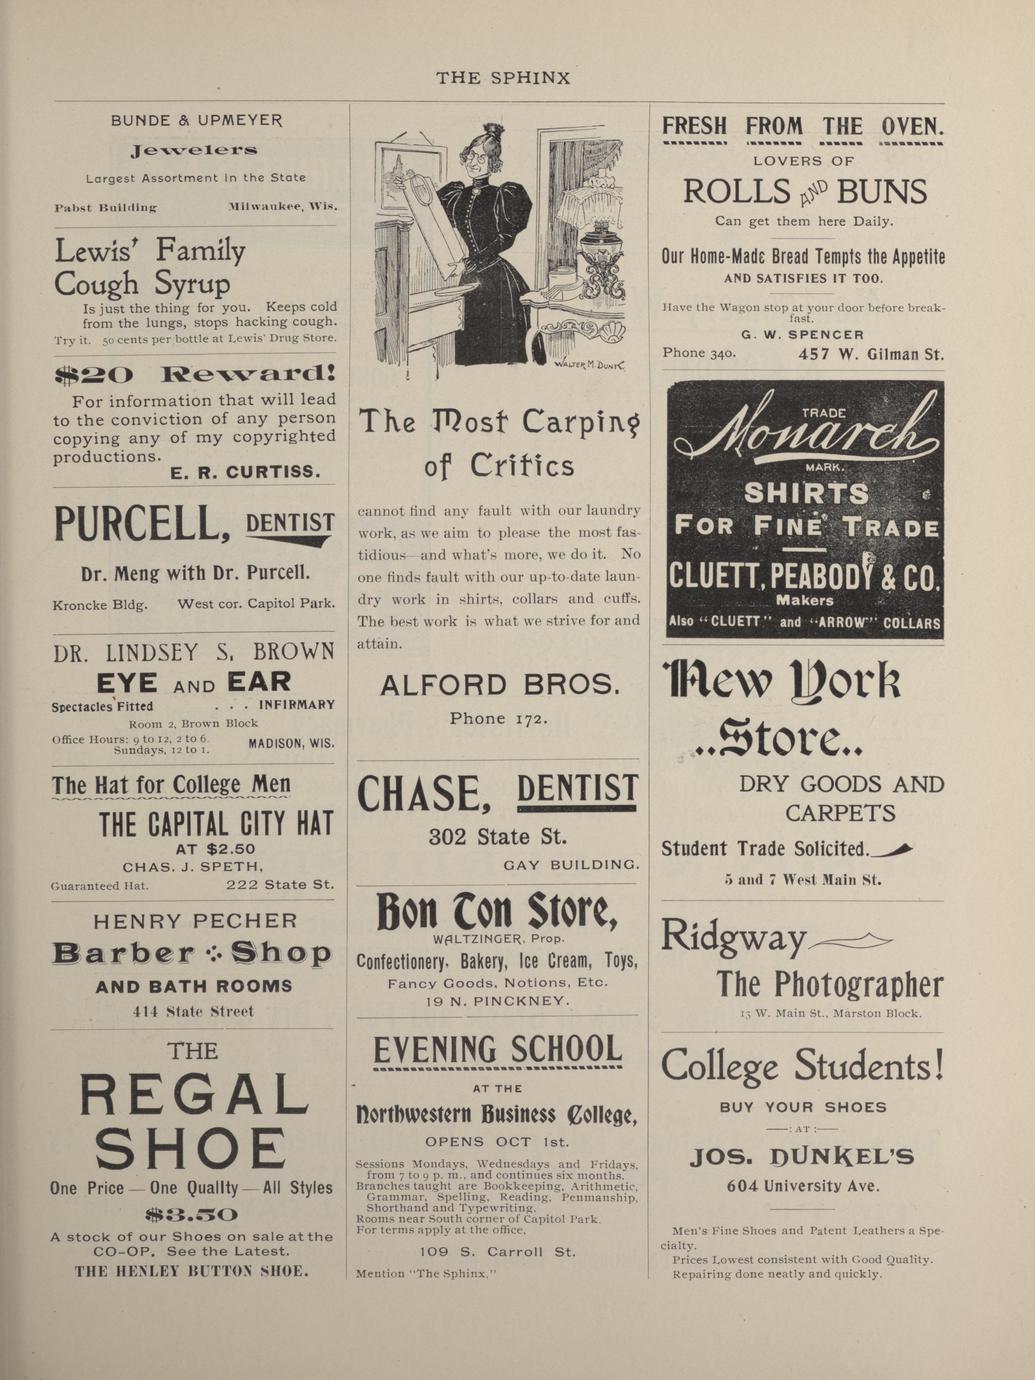 THE SPHINX
BUNDE & UPMEYER
Jewelers
Largest Assortment in the State
Pabst Building Milwaukee, Wis.
Lewis' Family
Cough Syrup
Is just the thing for you. Keeps cold
from the lungs, stops hacking cough.
Try it. 50 cents per bottle at Lewis' Drug Store.
$20 Reward!
For information that will lead
to the conviction of any person
copying any of my copyrighted
productions.
E. R. CURTISS.
PURCELL, DENTIST
Dr. Meng with Dr. Purcell.
Kroncke Bldg. West cor. Capitol Park.
DR. LINDSEY S. BROWN
EYE AND EAR
Spectacles Fitted . . . INFIRMARY
Room 2, Brown Block
Office Hours: 9 to 12, 2 to 6.
Sundays, 12 to 1. MADISON, WIS.
The Hat for College Men
THE CAPITAL CITY HAT
AT $2.50
CHAS. J. SPETH,
Guaranteed Hat. 222 State St.
HENRY PECHER
Barber Shop
AND BATH ROOMS
414 State Street
THE
REGAL
SHOE
One Price — One Quality — All Styles
$3.50
A stock of our Shoes on sale at the
CO-OP. See the Latest.
THE HENLEY BUTTON SHOE.
WALTER M. DUNK.
The Most Carping
of Critics
cannot find any fault with our laundry
work, as we aim to please the most fas-
tidious—and what's more, we do it. No
one finds fault with our up-to-date laun-
dry work in shirts, collars and cuffs.
The best work is what we strive for and
attain.
ALFORD BROS.
Phone 172.
CHASE, DENTIST
302 State St.
GAY BUILDING.
Bon Ton Store,
WALTZINGER, Prop.
Confectionery, Bakery, Ice Cream, Toys,
Fancy Goods, Notions, Etc.
19 N. PINCKNEY.
EVENING SCHOOL
AT THE
Northwestern Business College,
OPENS OCT 1st.
Sessions Mondays, Wednesdays and Fridays,
from 7 to 9 p. m., and continues six months.
Branches taught are Bookkeeping, Arithmetic,
Grammar, Spelling, Reading, Penmanship,
Shorthand and Typewriting.
Rooms near South corner of Capitol Park.
For terms apply at the office,
109 S. Carroll St.
Mention "The Sphinx."
FRESH FROM THE OVEN.
LOVERS OF
ROLLS AND BUNS
Can get them here Daily.
Our Home-Made Bread Tempts the Appetite
AND SATISFIES IT TOO.
Have the Wagon stop at your door before break-
fast.
G. W. SPENCER
Phone 340. 457 W. Gilman St.
TRADE
Monarch
MARK.
SHIRTS
FOR FINE TRADE
CLUETT, PEABODY & CO.
Makers
Also "CLUETT" and "ARROW" COLLARS
New York
..Store..
DRY GOODS AND
CARPETS
Student Trade Solicited.
5 and 7 West Main St.
Ridgway
The Photographer
13 W. Main St., Marston Block.
College Students!
BUY YOUR SHOES
—: AT :—
JOS. DUNKEL'S
604 University Ave.
Men's Fine Shoes and Patent Leathers a Spe-
cialty.
Prices Lowest consistent with Good Quality.
Repairing done neatly and quickly.